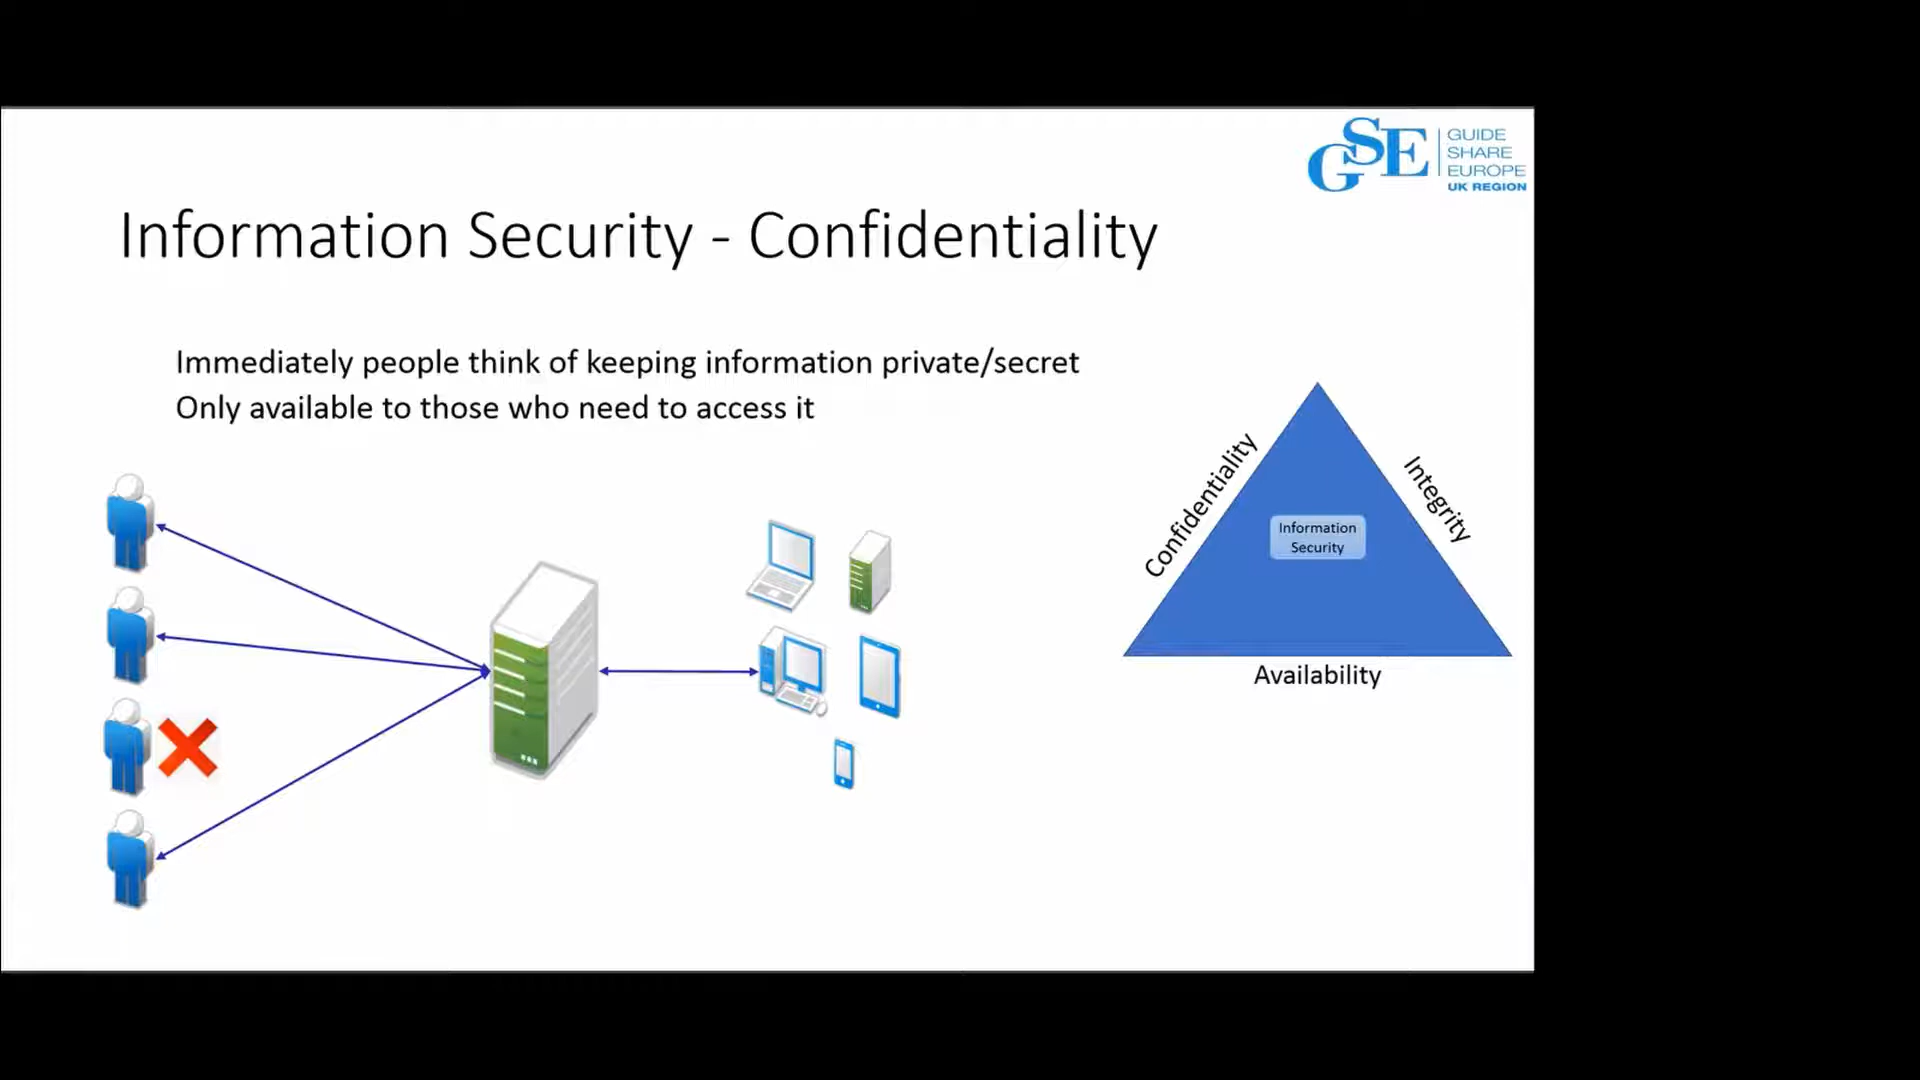 GSE
GUIDE
SHARE
EUROPE
UK REGION
Information Security - Confidentiality
Immediately people think of keeping information private/secret
Only available to those who need to access it
Confidentiality
Integrity
Information
Security
Availability